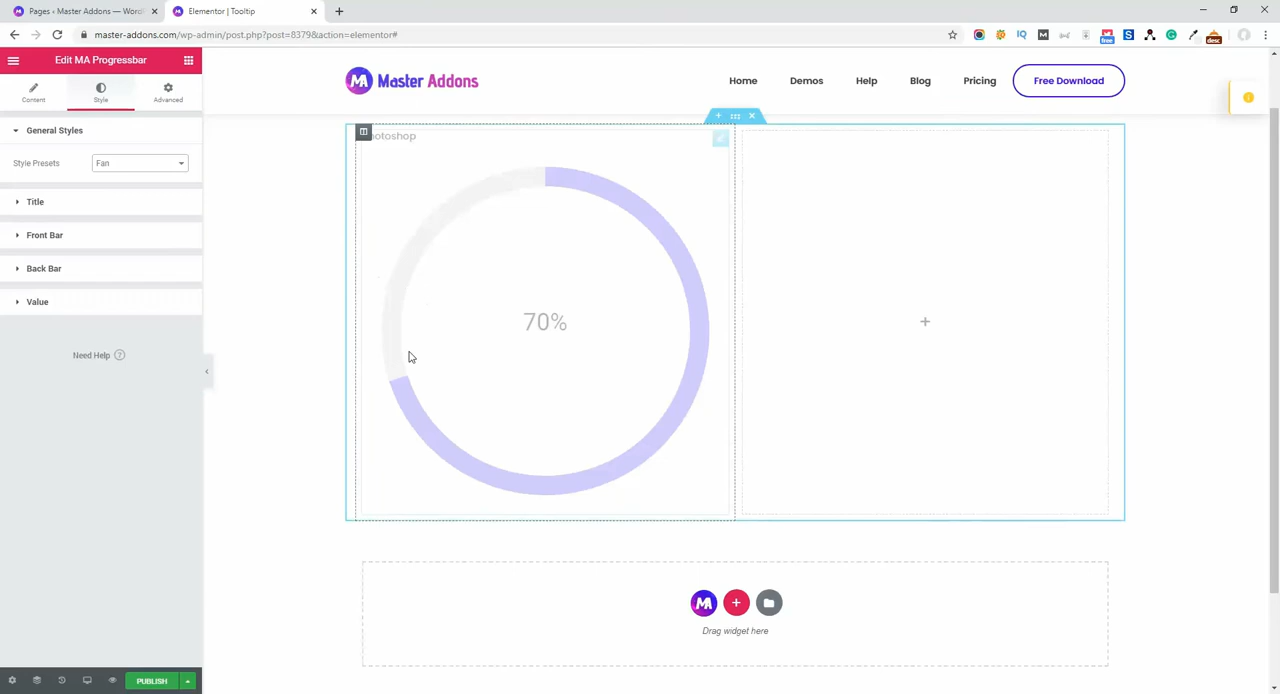 Pages ‹ Master Addons — Word
Elementor | Tooltip
master-addons.com/wp-admin/post.php?post=8379&action=elementor#
Edit MA Progressbar
Content
Style
Advanced
General Styles
Style Presets
Fan
Title
Front Bar
Back Bar
Value
Need Help
PUBLISH
Master Addons
Home
Demos
Help
Blog
Pricing
Free Download
otoshop
70%
Drag widget here